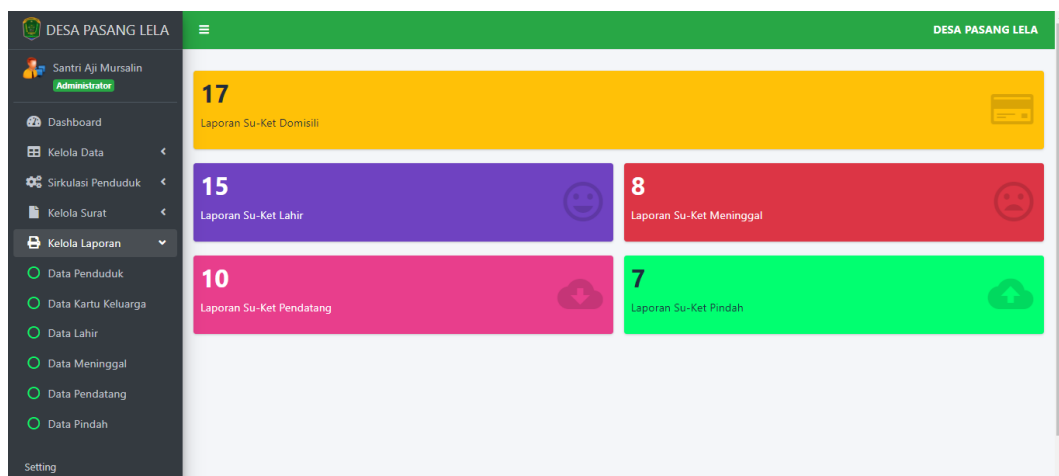 DESA PASANG LELA
DESA PASANG LELA
Santri Aji Mursalin
Administrator
Dashboard
Kelola Data
Sirkulasi Penduduk
Kelola Surat
Kelola Laporan
Data Penduduk
Data Kartu Keluarga
Data Lahir
Data Meninggal
Data Pendatang
Data Pindah
Setting
17
Laporan Su-Ket Domisili
15
Laporan Su-Ket Lahir
8
Laporan Su-Ket Meninggal
10
Laporan Su-Ket Pendatang
7
Laporan Su-Ket Pindah